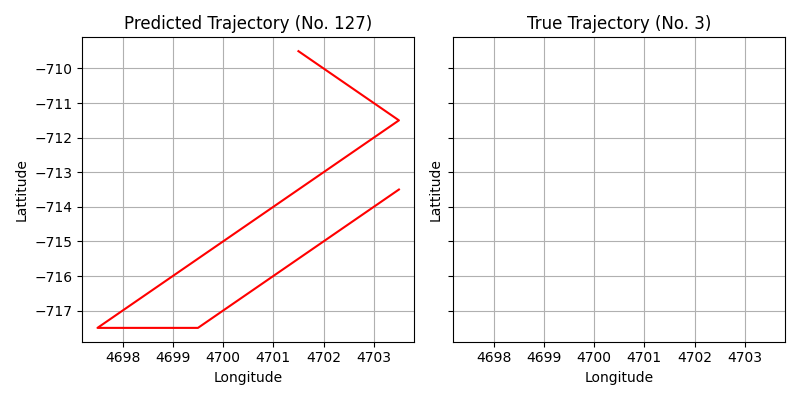 Predicted Trajectory (No. 127)
True Trajectory (No. 3)
−710
−711
−712
−713
−714
−715
−716
−717
Lattitude
Lattitude
4698 4699 4700 4701 4702 4703
4698 4699 4700 4701 4702 4703
Longitude
Longitude